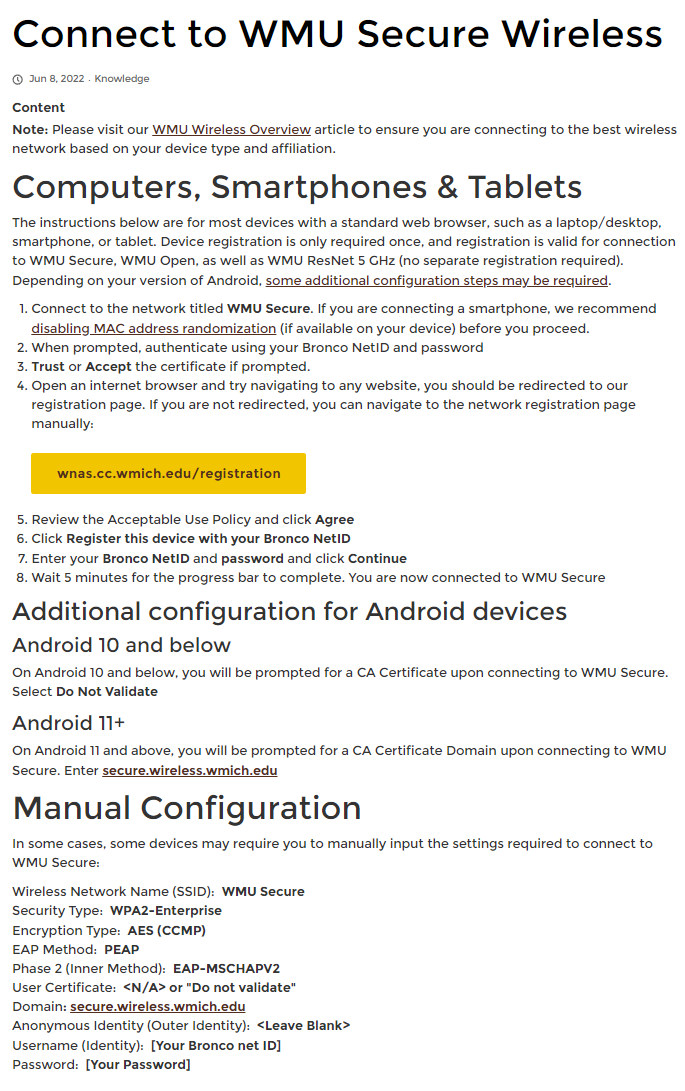 Connect to WMU Secure Wireless
Jun 8, 2022 · Knowledge
Content
Note: Please visit our WMU Wireless Overview article to ensure you are connecting to the best wireless
network based on your device type and affiliation.
Computers, Smartphones & Tablets
The instructions below are for most devices with a standard web browser, such as a laptop/desktop,
smartphone, or tablet. Device registration is only required once, and registration is valid for connection
to WMU Secure, WMU Open, as well as WMU ResNet 5 GHz (no separate registration required).
Depending on your version of Android, some additional configuration steps may be required.
1. Connect to the network titled WMU Secure. If you are connecting a smartphone, we recommend
disabling MAC address randomization (if available on your device) before you proceed.
2. When prompted, authenticate using your Bronco NetID and password
3. Trust or Accept the certificate if prompted.
4. Open an internet browser and try navigating to any website, you should be redirected to our
registration page. If you are not redirected, you can navigate to the network registration page
manually:
wnas.cc.wmich.edu/registration
5. Review the Acceptable Use Policy and click Agree
6. Click Register this device with your Bronco NetID
7. Enter your Bronco NetID and password and click Continue
8. Wait 5 minutes for the progress bar to complete. You are now connected to WMU Secure
Additional configuration for Android devices
Android 10 and below
On Android 10 and below, you will be prompted for a CA Certificate upon connecting to WMU Secure.
Select Do Not Validate
Android 11+
On Android 11 and above, you will be prompted for a CA Certificate Domain upon connecting to WMU
Secure. Enter secure.wireless.wmich.edu
Manual Configuration
In some cases, some devices may require you to manually input the settings required to connect to
WMU Secure:
Wireless Network Name (SSID): WMU Secure
Security Type: WPA2-Enterprise
Encryption Type: AES (CCMP)
EAP Method: PEAP
Phase 2 (Inner Method): EAP-MSCHAPV2
User Certificate: <N/A> or "Do not validate"
Domain: secure.wireless.wmich.edu
Anonymous Identity (Outer Identity): <Leave Blank>
Username (Identity): [Your Bronco net ID]
Password: [Your Password]